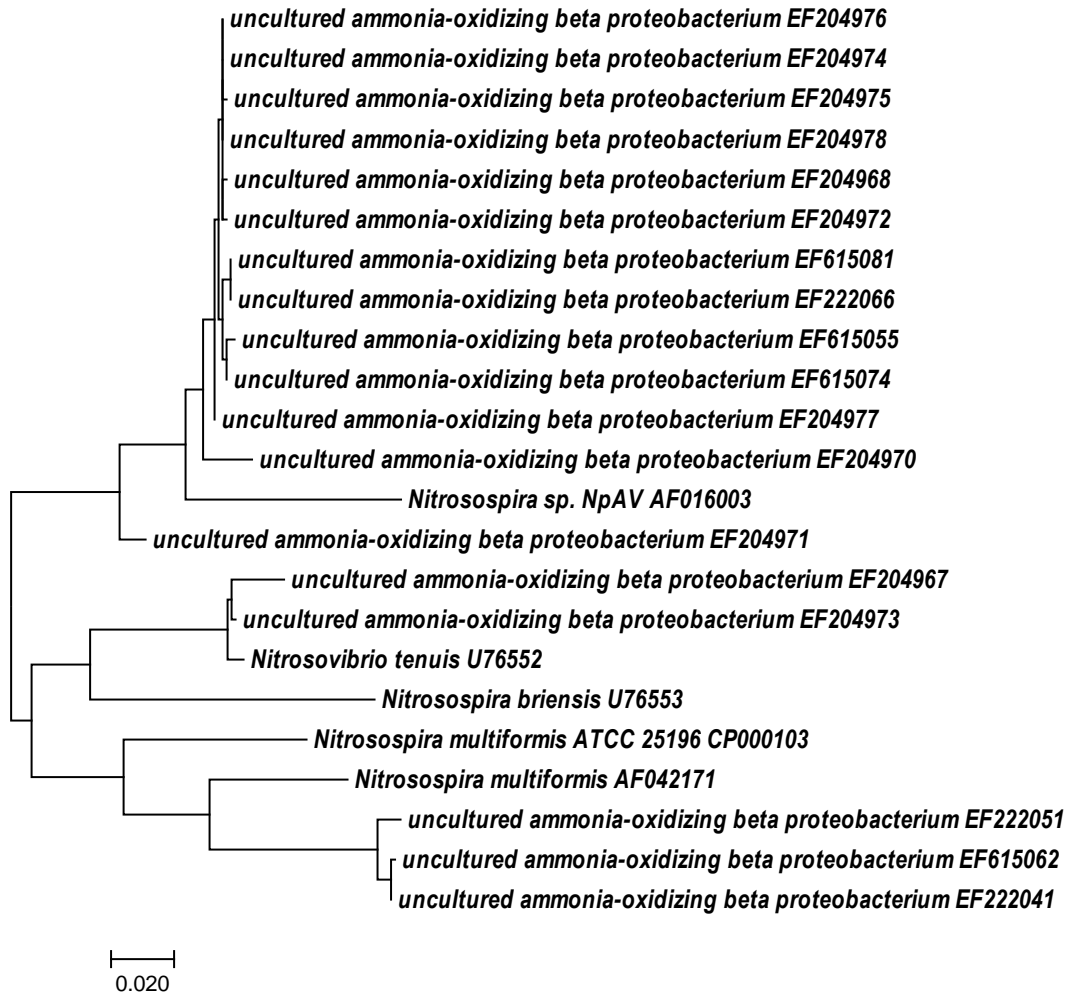 uncultured ammonia-oxidizing beta proteobacterium EF204976
uncultured ammonia-oxidizing beta proteobacterium EF204974
uncultured ammonia-oxidizing beta proteobacterium EF204975
uncultured ammonia-oxidizing beta proteobacterium EF204978
uncultured ammonia-oxidizing beta proteobacterium EF204968
uncultured ammonia-oxidizing beta proteobacterium EF204972
uncultured ammonia-oxidizing beta proteobacterium EF615081
uncultured ammonia-oxidizing beta proteobacterium EF222066
uncultured ammonia-oxidizing beta proteobacterium EF615055
uncultured ammonia-oxidizing beta proteobacterium EF615074
uncultured ammonia-oxidizing beta proteobacterium EF204977
uncultured ammonia-oxidizing beta proteobacterium EF204970
Nitrosospira sp. NpAV AF016003
uncultured ammonia-oxidizing beta proteobacterium EF204971
uncultured ammonia-oxidizing beta proteobacterium EF204967
uncultured ammonia-oxidizing beta proteobacterium EF204973
Nitrosovibrio tenuis U76552
Nitrosospira briensis U76553
Nitrosospira multiformis ATCC 25196 CP000103
Nitrosospira multiformis AF042171
uncultured ammonia-oxidizing beta proteobacterium EF222051
uncultured ammonia-oxidizing beta proteobacterium EF615062
uncultured ammonia-oxidizing beta proteobacterium EF222041
0.020